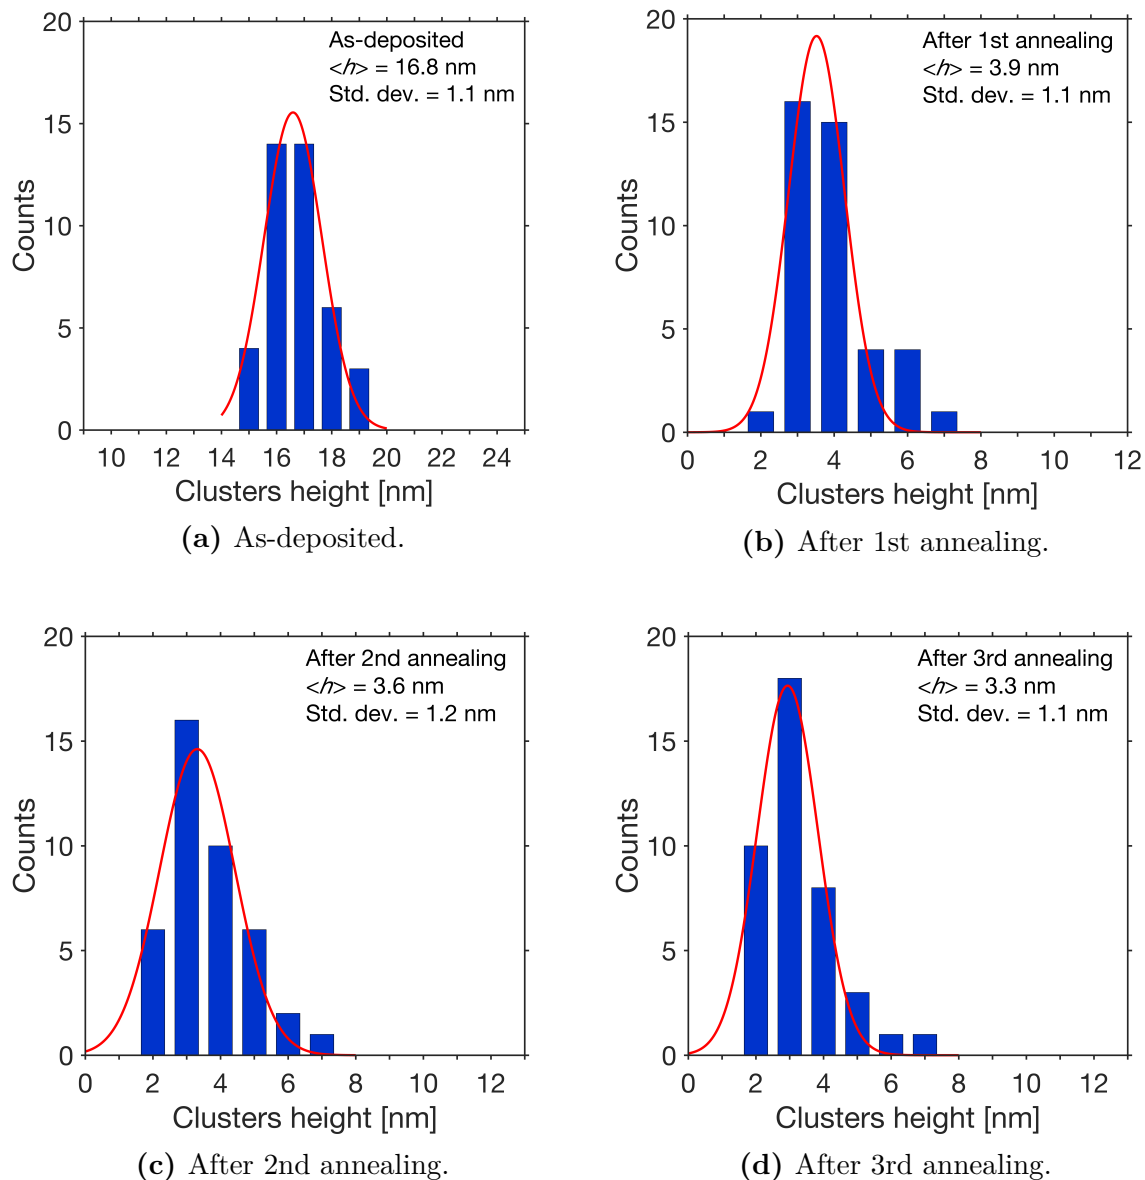 As-deposited
<h> = 16.8 nm
Std. dev. = 1.1 nm
20
15
10
5
0
Counts
10 12 14 16 18 20 22 24
Clusters height [nm]
(a) As-deposited.
After 1st annealing
<h> = 3.9 nm
Std. dev. = 1.1 nm
20
15
10
5
0
Counts
0 2 4 6 8 10 12
Clusters height [nm]
(b) After 1st annealing.
After 2nd annealing
<h> = 3.6 nm
Std. dev. = 1.2 nm
20
15
10
5
0
Counts
0 2 4 6 8 10 12
Clusters height [nm]
(c) After 2nd annealing.
After 3rd annealing
<h> = 3.3 nm
Std. dev. = 1.1 nm
20
15
10
5
0
Counts
0 2 4 6 8 10 12
Clusters height [nm]
(d) After 3rd annealing.